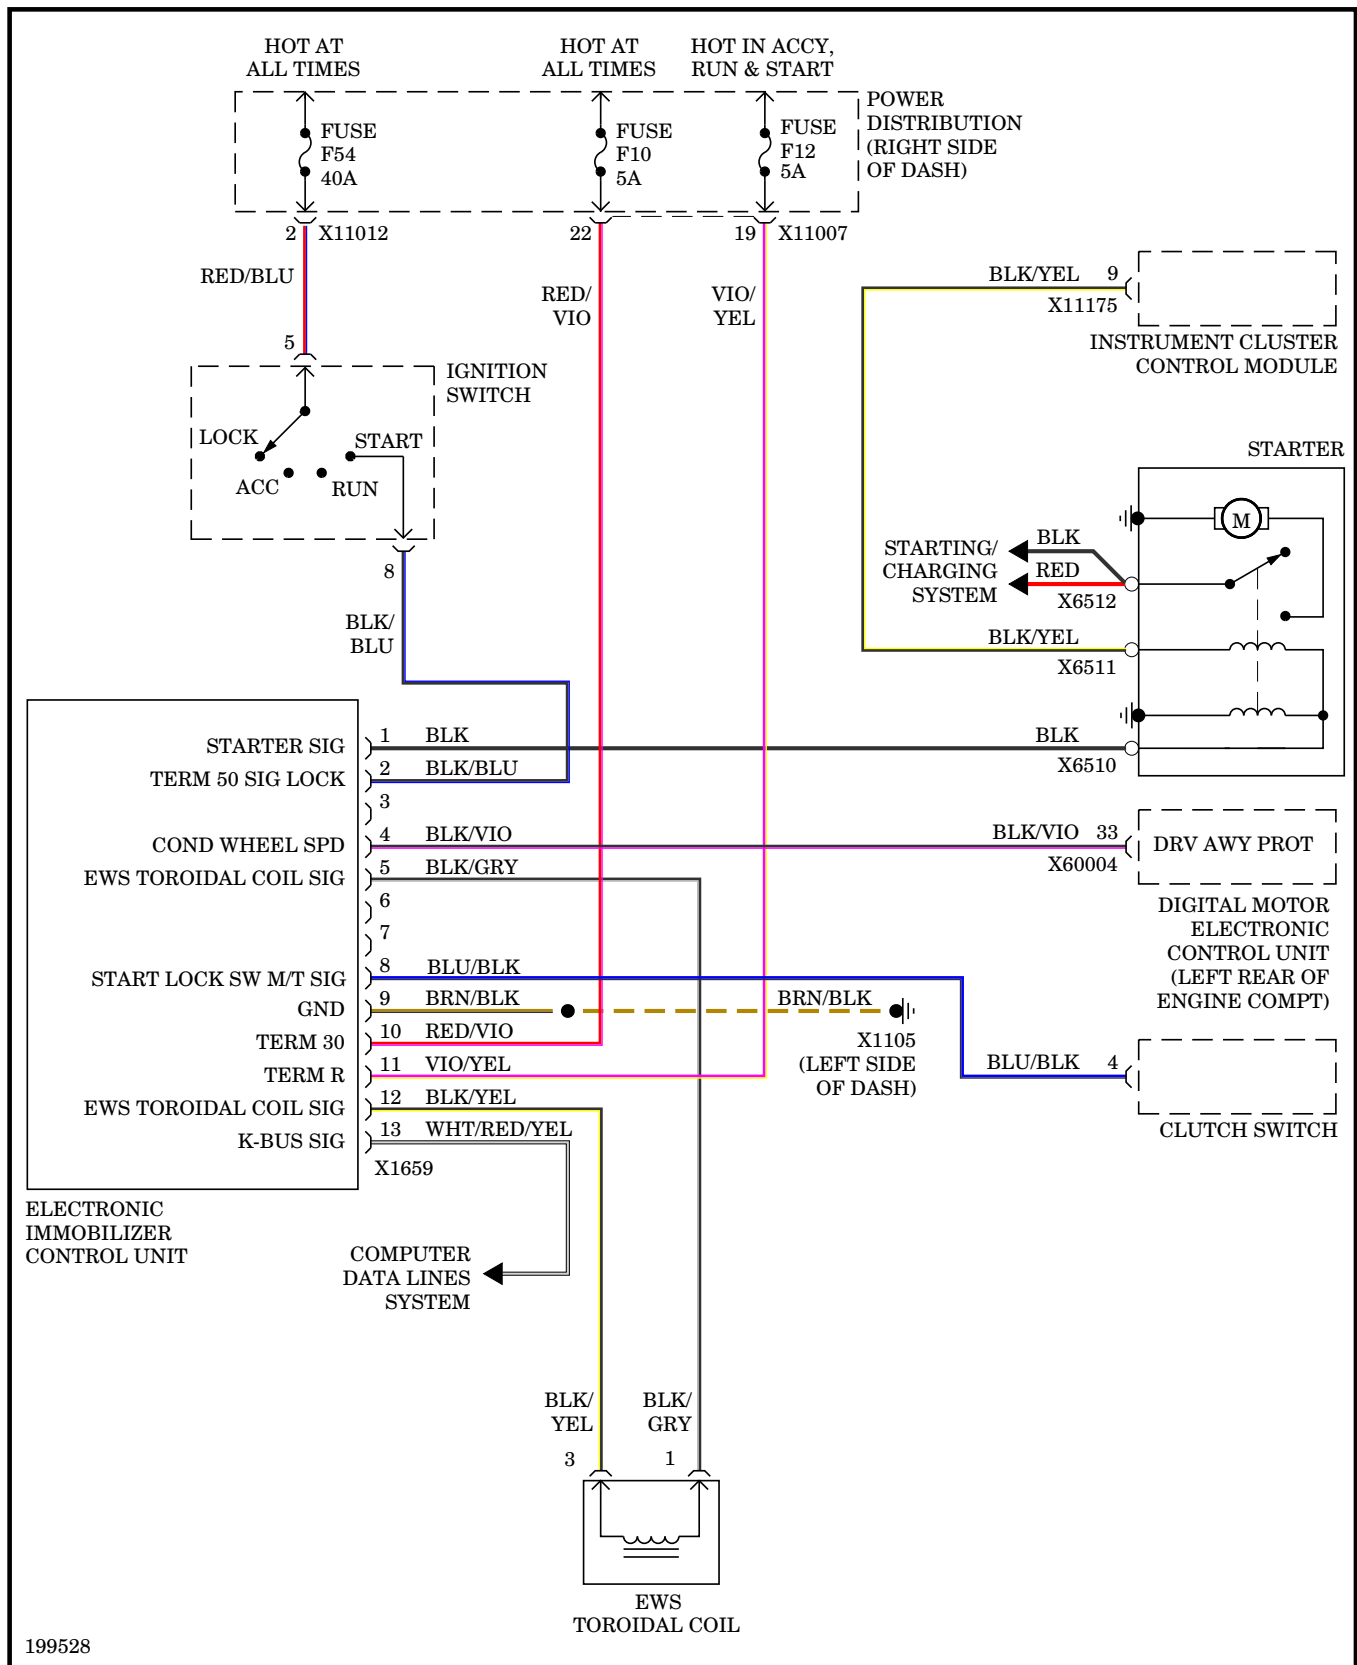 HOT AT
ALL TIMES
HOT AT
ALL TIMES
HOT IN ACCY,
RUN & START
POWER
DISTRIBUTION
(RIGHT SIDE
OF DASH)
FUSE
F54
40A
FUSE
F10
5A
FUSE
F12
5A
2 X11012
22
19 X11007
RED/BLU
RED/
VIO
VIO/
YEL
BLK/YEL 9
X11175
INSTRUMENT CLUSTER
CONTROL MODULE
5
IGNITION
SWITCH
LOCK
START
ACC
RUN
8
BLK/
BLU
STARTER
M
STARTING/
CHARGING
SYSTEM
BLK
RED
X6512
BLK/YEL
X6511
BLK
X6510
STARTER SIG 1 BLK
TERM 50 SIG LOCK 2 BLK/BLU
3
COND WHEEL SPD 4 BLK/VIO
EWS TOROIDAL COIL SIG 5 BLK/GRY
6
7
START LOCK SW M/T SIG 8 BLU/BLK
GND 9 BRN/BLK
TERM 30 10 RED/VIO
TERM R 11 VIO/YEL
EWS TOROIDAL COIL SIG 12 BLK/YEL
K-BUS SIG 13 WHT/RED/YEL
X1659
ELECTRONIC
IMMOBILIZER
CONTROL UNIT
BLK/VIO 33
X60004
DRV AWY PROT
DIGITAL MOTOR
ELECTRONIC
CONTROL UNIT
(LEFT REAR OF
ENGINE COMPT)
BRN/BLK
X1105
(LEFT SIDE
OF DASH)
BLU/BLK 4
CLUTCH SWITCH
COMPUTER
DATA LINES
SYSTEM
BLK/
YEL
BLK/
GRY
3
1
EWS
TOROIDAL COIL
199528